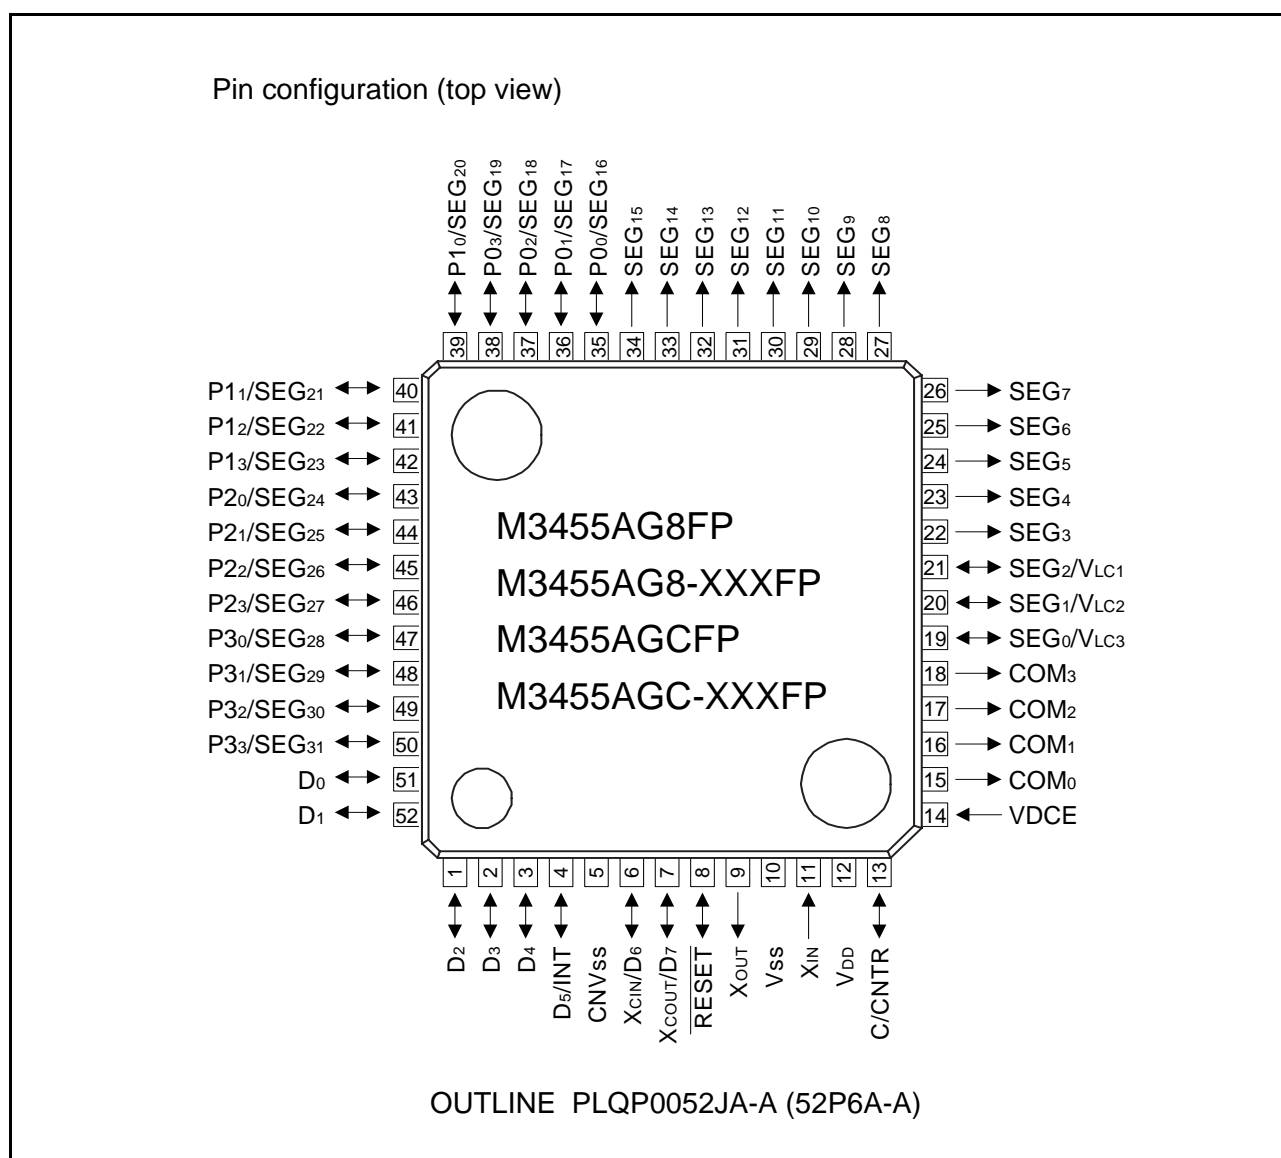 Pin configuration (top view)
P10/SEG20
P03/SEG19
P02/SEG18
P01/SEG17
P00/SEG16
SEG15
SEG14
SEG13
SEG12
SEG11
SEG10
SEG9
SEG8
39
38
37
36
35
34
33
32
31
30
29
28
27
P11/SEG21 40
P12/SEG22 41
P13/SEG23 42
P20/SEG24 43
P21/SEG25 44
P22/SEG26 45
P23/SEG27 46
P30/SEG28 47
P31/SEG29 48
P32/SEG30 49
P33/SEG31 50
D0 51
D1 52
M3455AG8FP
M3455AG8-XXXFP
M3455AGCFP
M3455AGC-XXXFP
26 SEG7
25 SEG6
24 SEG5
23 SEG4
22 SEG3
21 SEG2/VLC1
20 SEG1/VLC2
19 SEG0/VLC3
18 COM3
17 COM2
16 COM1
15 COM0
14 VDCE
1
2
3
4
5
6
7
8
9
10
11
12
13
D2
D3
D4
D5/INT
CNVss
XCIN/D6
XCOUT/D7
RESET
XOUT
Vss
XIN
VDD
C/CNTR
OUTLINE PLQP0052JA-A (52P6A-A)